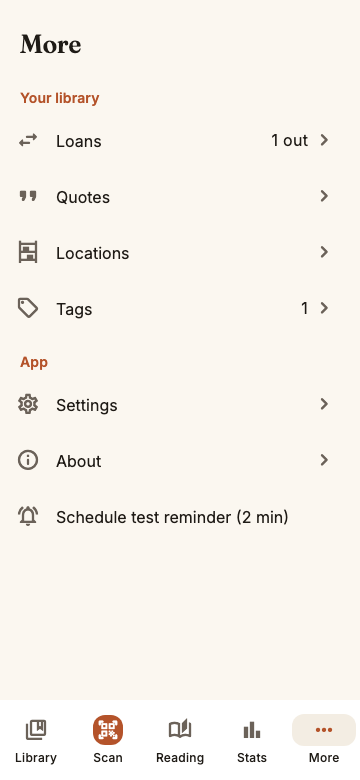 More
Your library
Loans 1 out
Quotes
Locations
Tags 1
App
Settings
About
Schedule test reminder (2 min)
Library Scan Reading Stats More